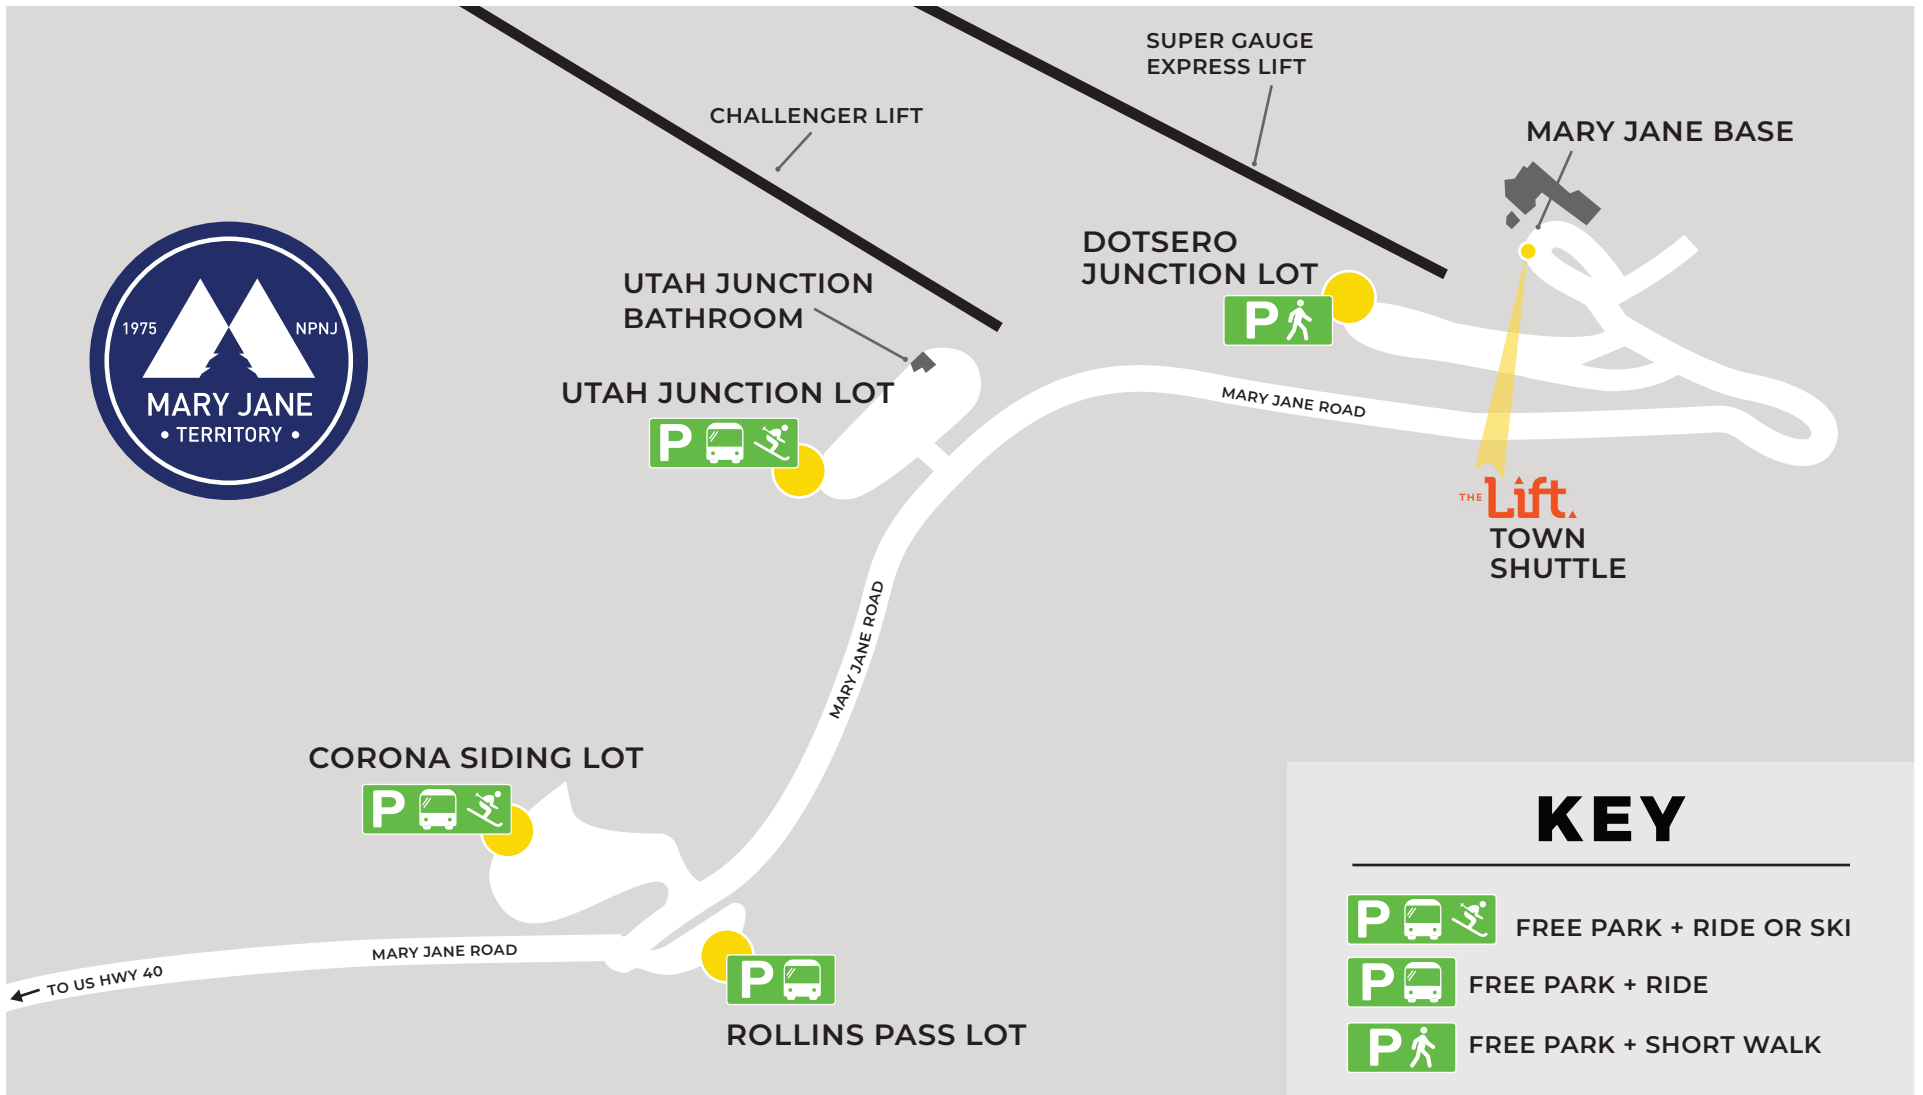 SUPER GAUGE
EXPRESS LIFT
CHALLENGER LIFT
MARY JANE BASE
DOTSERO
JUNCTION LOT
P
UTAH JUNCTION
BATHROOM
1975
NPNJ
MARY JANE
• TERRITORY •
UTAH JUNCTION LOT
P
MARY JANE ROAD
THE Lift
TOWN
SHUTTLE
MARY JANE ROAD
CORONA SIDING LOT
P
MARY JANE ROAD
TO US HWY 40
P
ROLLINS PASS LOT
KEY
P FREE PARK + RIDE OR SKI
P FREE PARK + RIDE
P FREE PARK + SHORT WALK